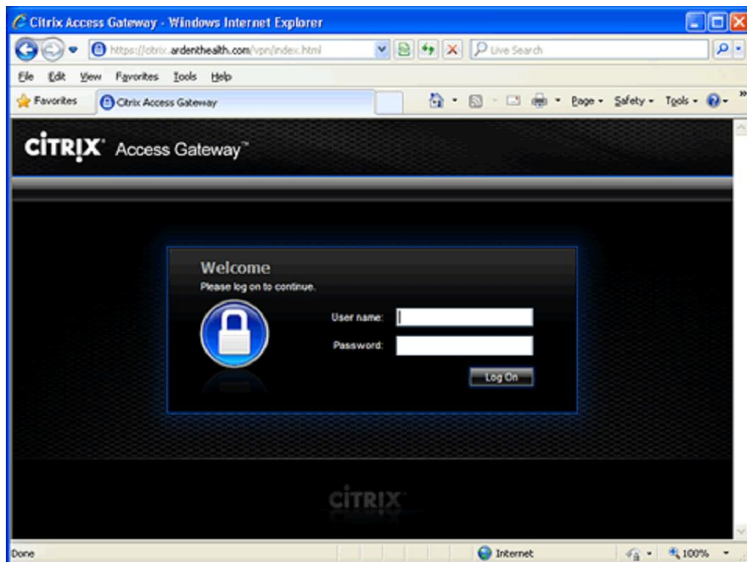 Citrix Access Gateway - Windows Internet Explorer
https://citrix.ardenthealth.com/vpn/index.html
Live Search
File Edit View Favorites Tools Help
Favorites Citrix Access Gateway Page Safety Tools
CITRIX Access Gateway™
Welcome
Please log on to continue.
User name:
Password:
Log On
CITRIX
Done Internet 100%